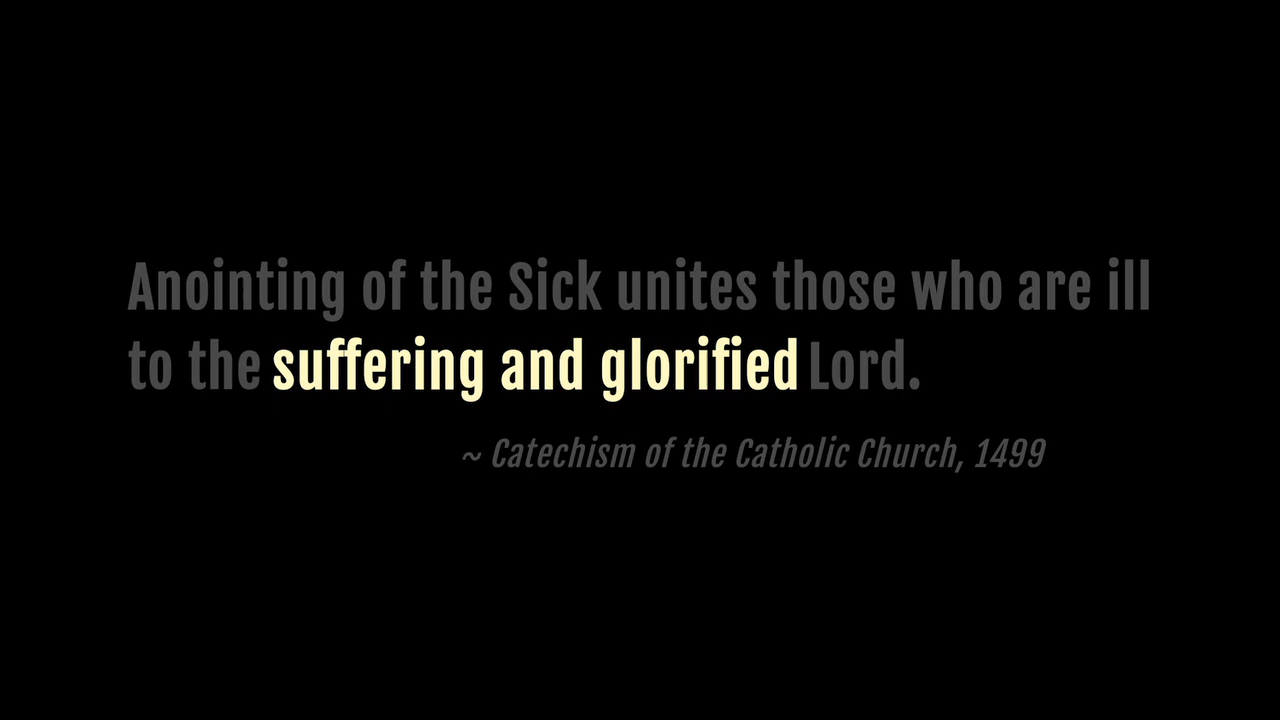 Anointing of the Sick unites those who are ill
to the suffering and glorified Lord.
~ Catechism of the Catholic Church, 1499